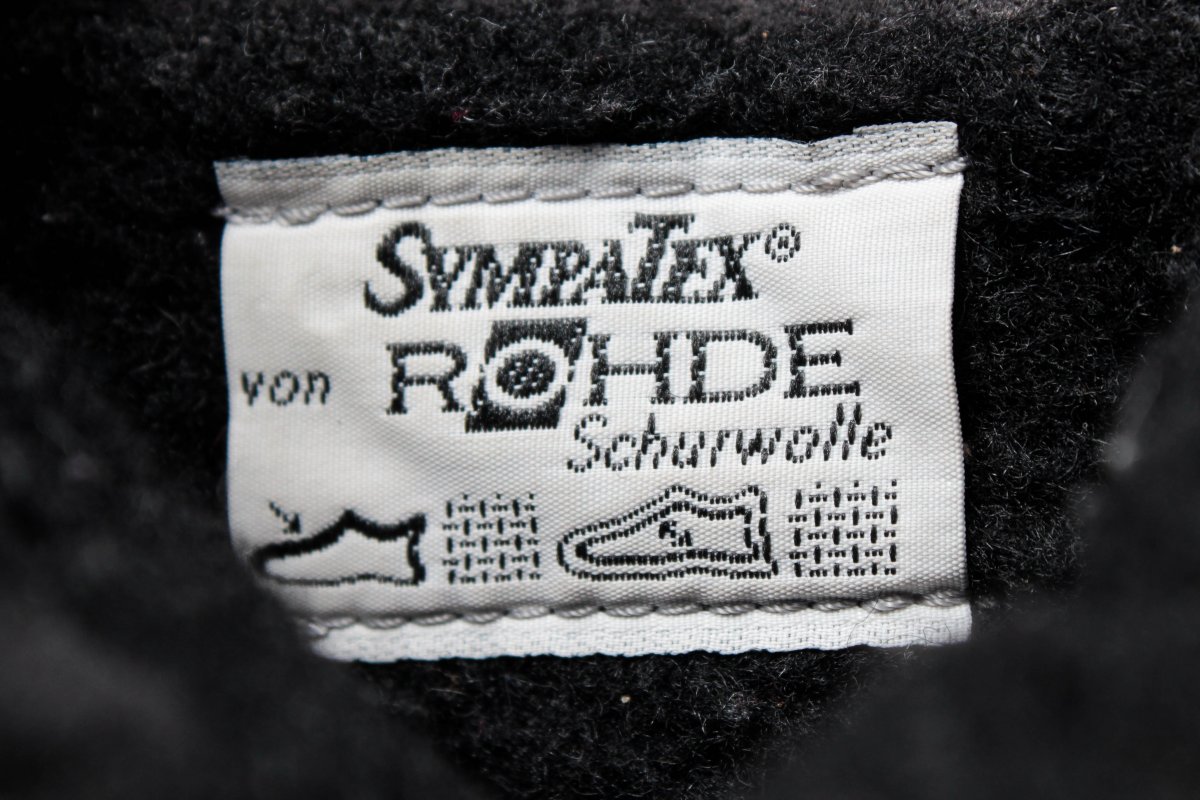 SYMPATEX®
von ROHDE
Schurwolle